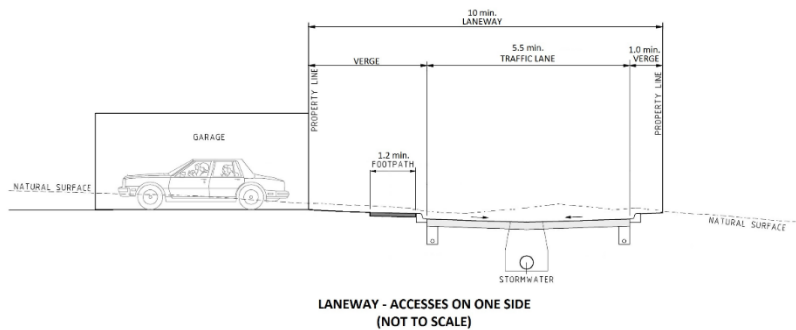 10 min.
LANEWAY
5.5 min.
1.0 min.
VERGE
TRAFFIC LANE
VERGE
PROPERTY LINE
PROPERTY LINE
GARAGE
1.2 min.
FOOTPATH
NATURAL SURFACE
NATURAL SURFACE
STORMWATER
LANEWAY - ACCESSES ON ONE SIDE
(NOT TO SCALE)